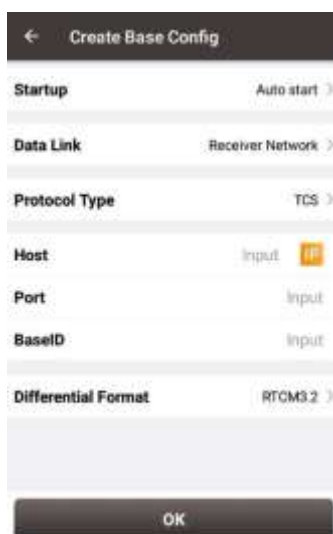 ← Create Base Config
Startup Auto start >
Data Link Receiver Network >
Protocol Type TCS >
Host Input IP
Port Input
BaseID Input
Differential Format RTCM3.2 >
OK